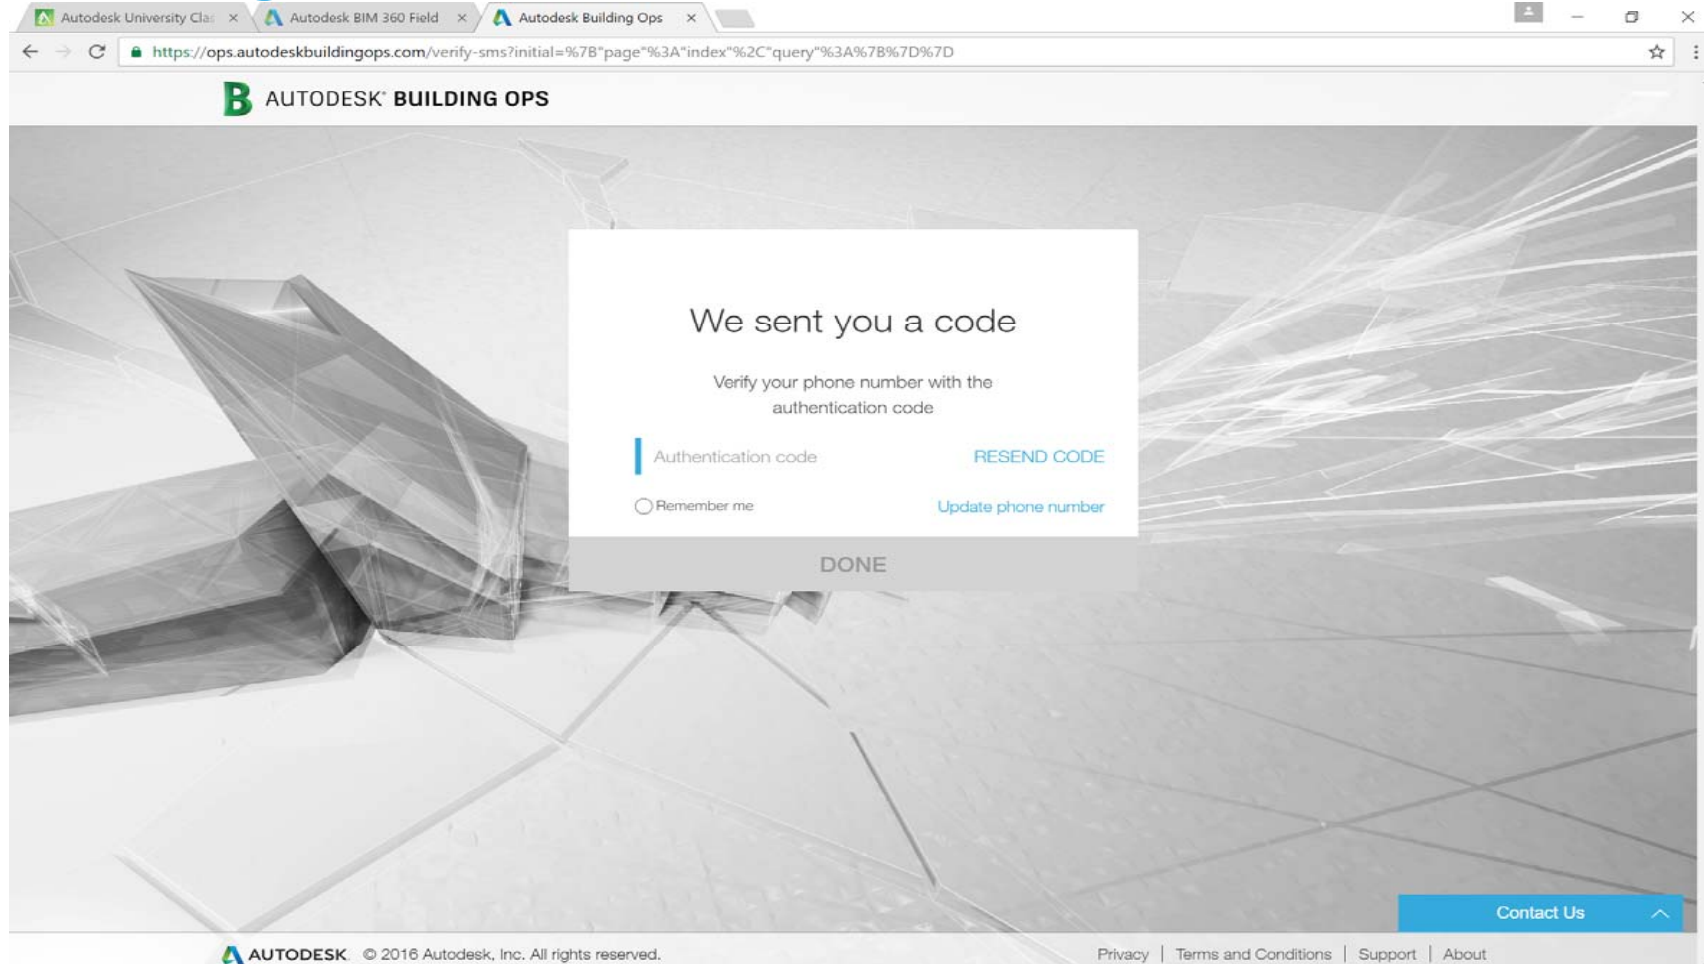 Autodesk University Clas
Autodesk BIM 360 Field
Autodesk Building Ops
https://ops.autodeskbuildingops.com/verify-sms?initial=%7B"page"%3A"index"%2C"query"%3A%7B%7D%7D
B AUTODESK® BUILDING OPS
We sent you a code
Verify your phone number with the
authentication code
Authentication code RESEND CODE
Remember me Update phone number
DONE
Contact Us
AUTODESK. © 2016 Autodesk, Inc. All rights reserved.
Privacy | Terms and Conditions | Support | About